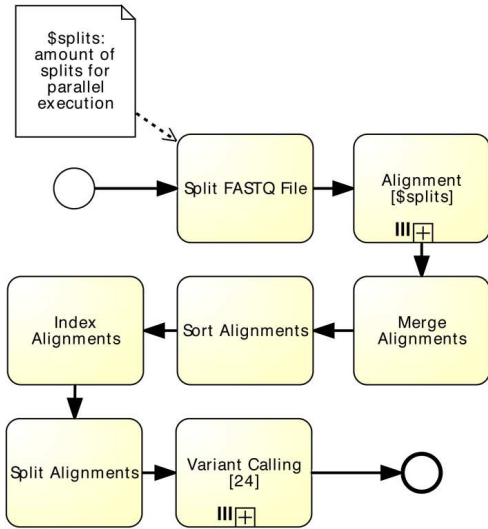 $splits:
amount of
splits for
parallel
execution
Split FASTQ File
Alignment
[$splits]
Index
Alignments
Sort Alignments
Merge
Alignments
Split Alignments
Variant Calling
[24]